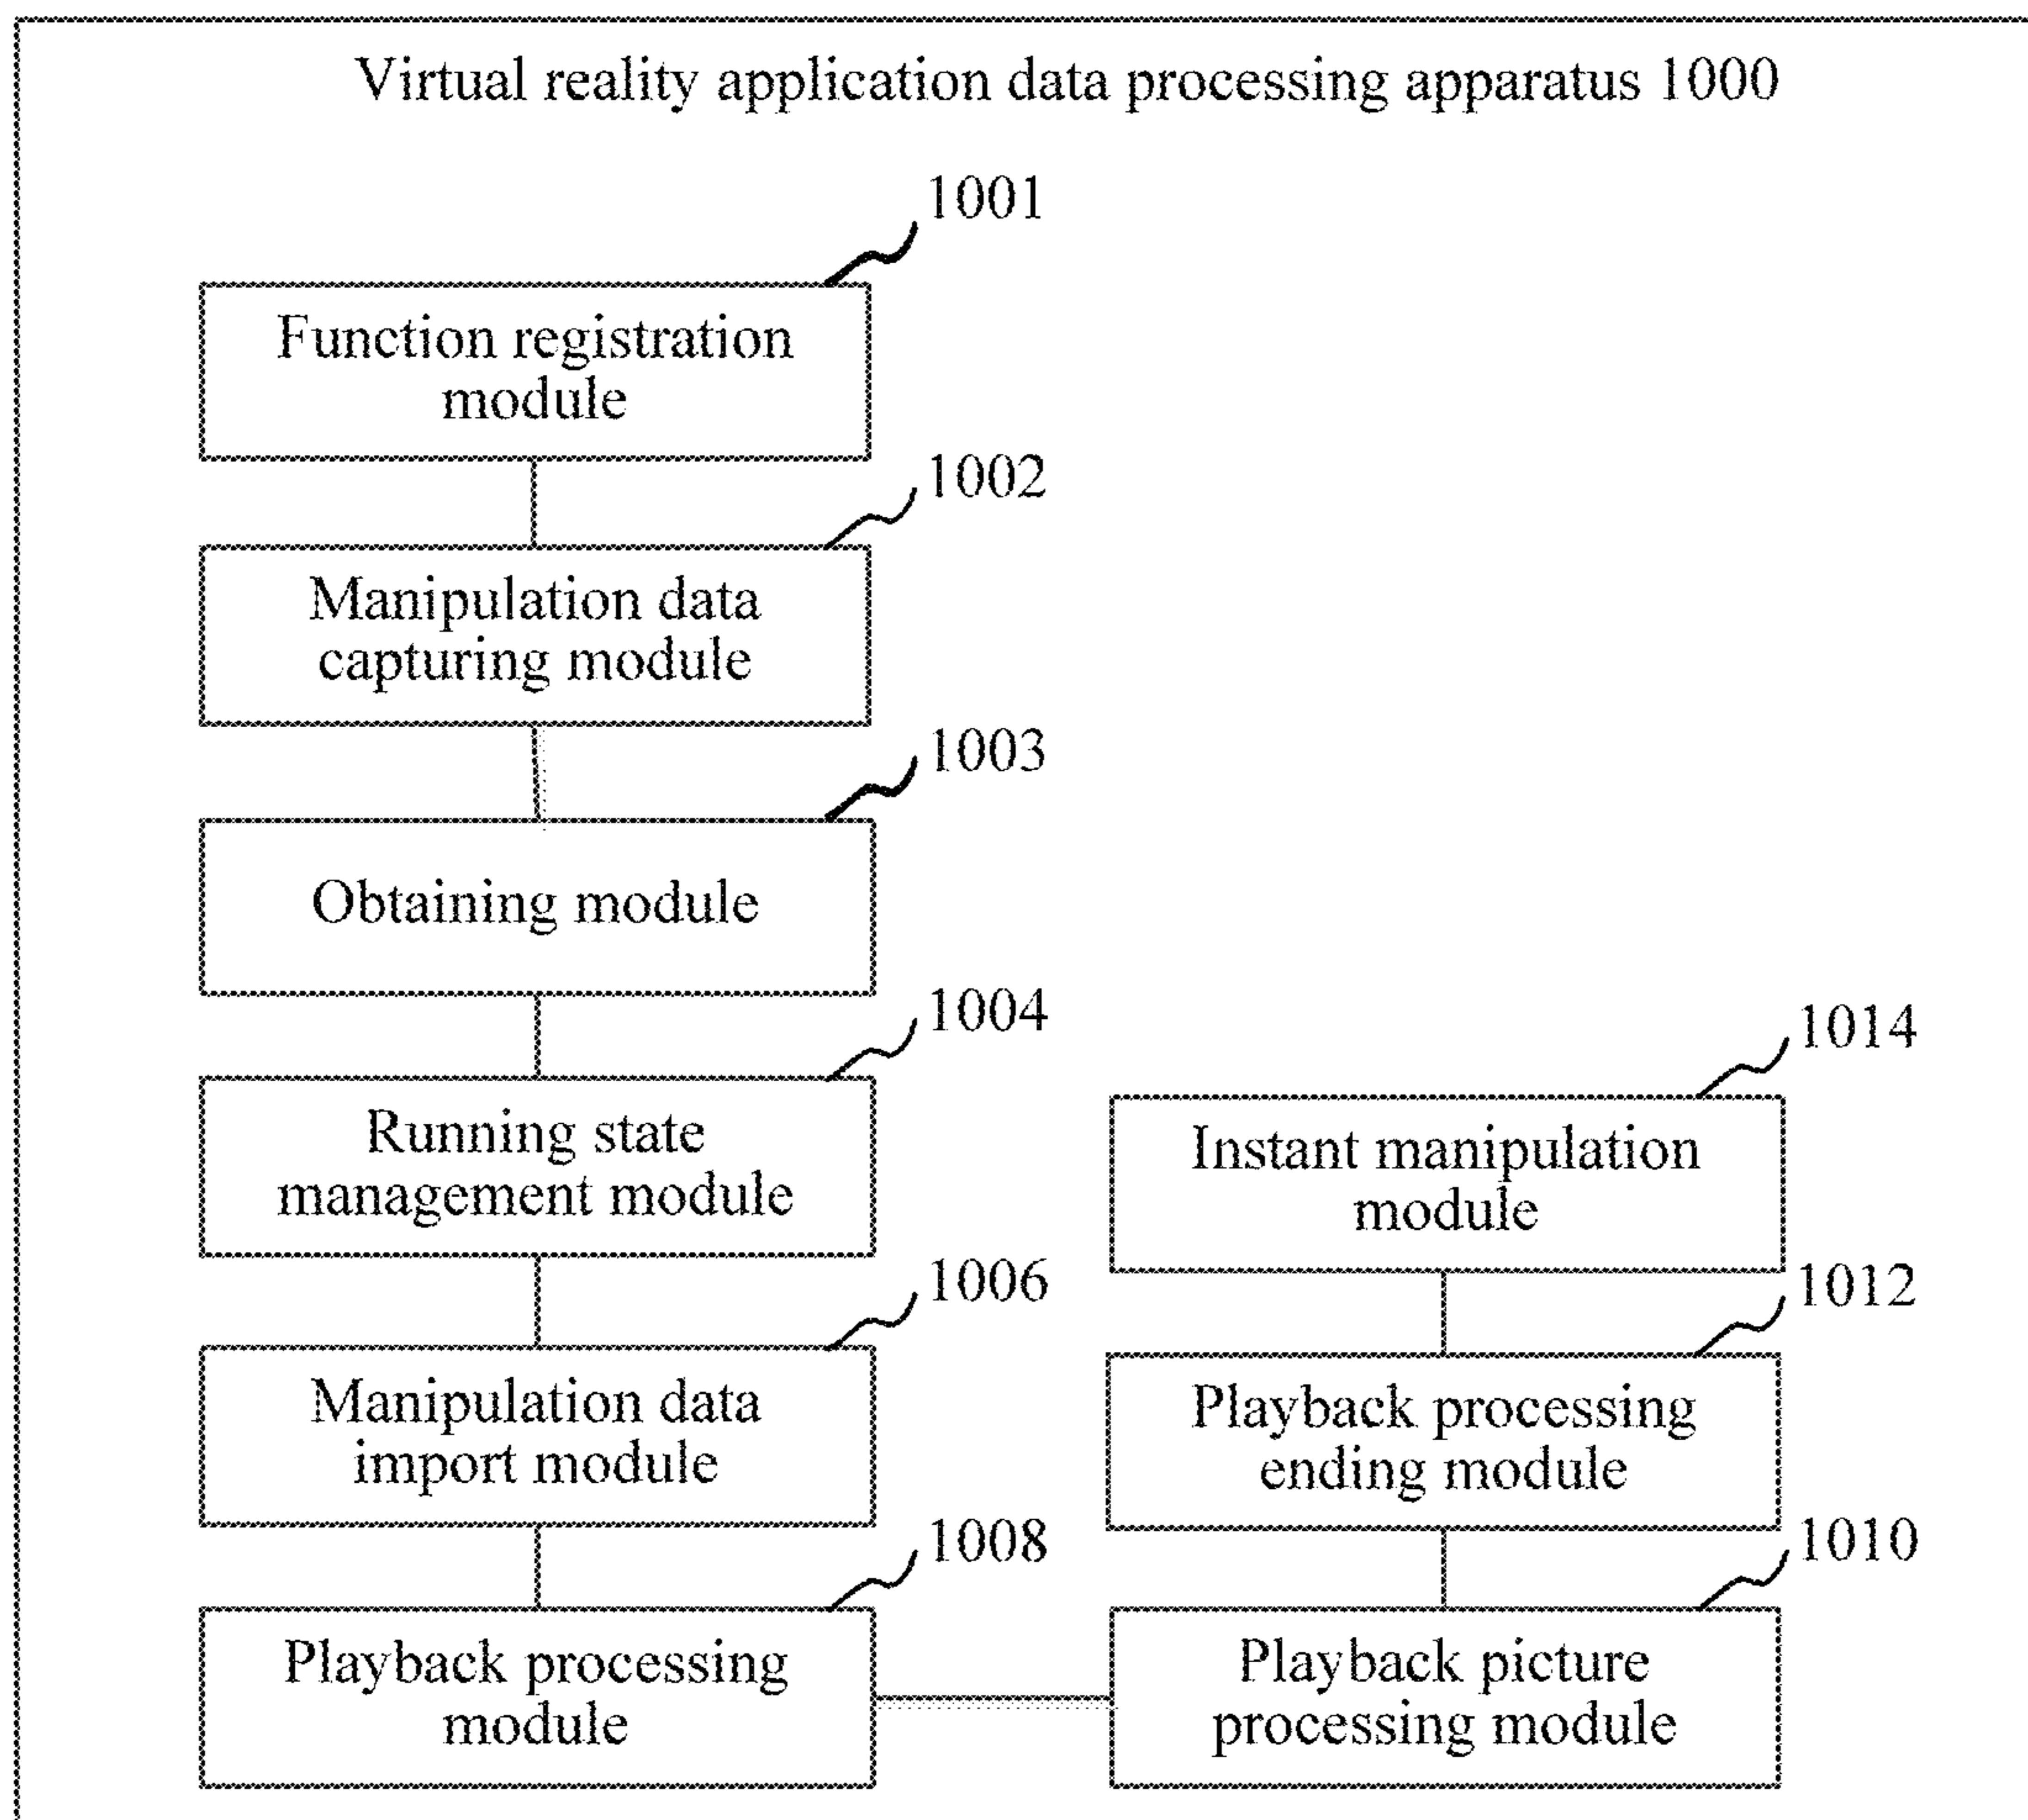 Virtual reality application data processing apparatus 1000
1001
Function registration
module
1002
Manipulation data
capturing module
1003
Obtaining module
1004
Running state
management module
1006
Manipulation data
import module
1008
Playback processing
module
1014
Instant manipulation
module
1012
Playback processing
ending module
1010
Playback picture
processing module